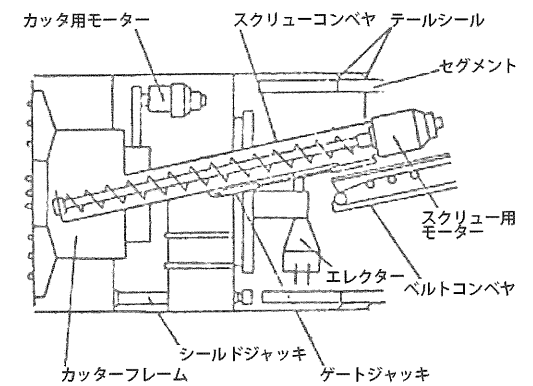 カッタ用モーター
スクリューコンベヤ
テールシール
セグメント
スクリュー用
モーター
エレクター
ベルトコンベヤ
シールドジャッキ
カッターフレーム
ゲートジャッキ